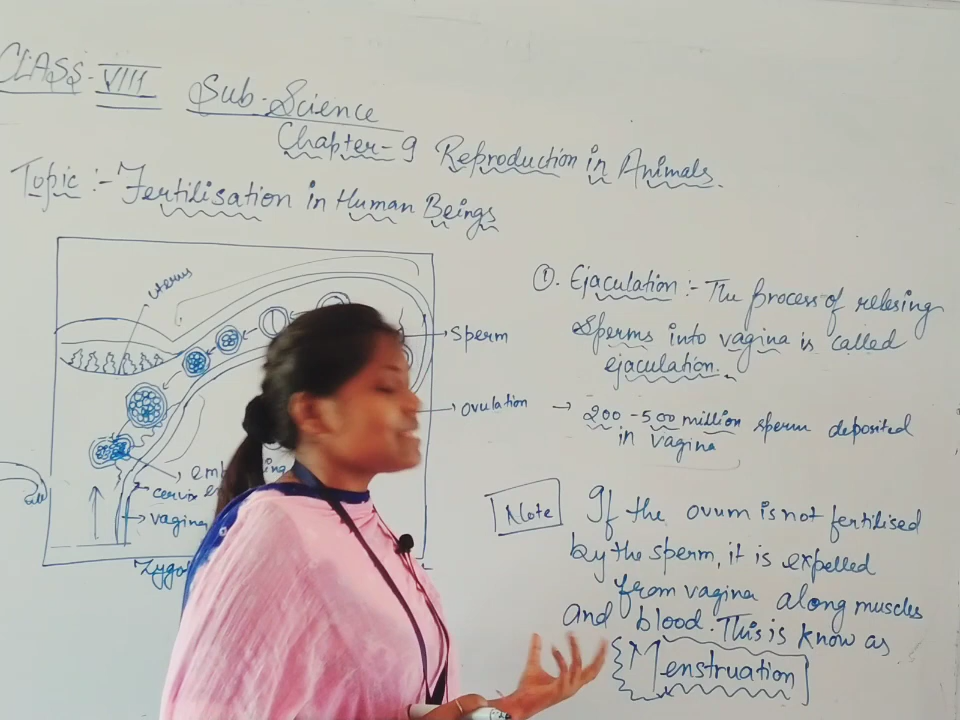 CLASS - VIII
Sub - Science
Chapter - 9 Reproduction in Animals.
Topic :- Fertilisation in Human Beings
uterus
sperm
ovulation
cervix
vagina
①. Ejaculation :- The process of relesing
sperms into vagina is called
ejaculation.
→ 200 - 500 million sperm deposited
in vagina
Note
If the ovum is not fertilised
by the sperm, it is expelled
from vagina along muscles
and blood. This is know as
Menstruation